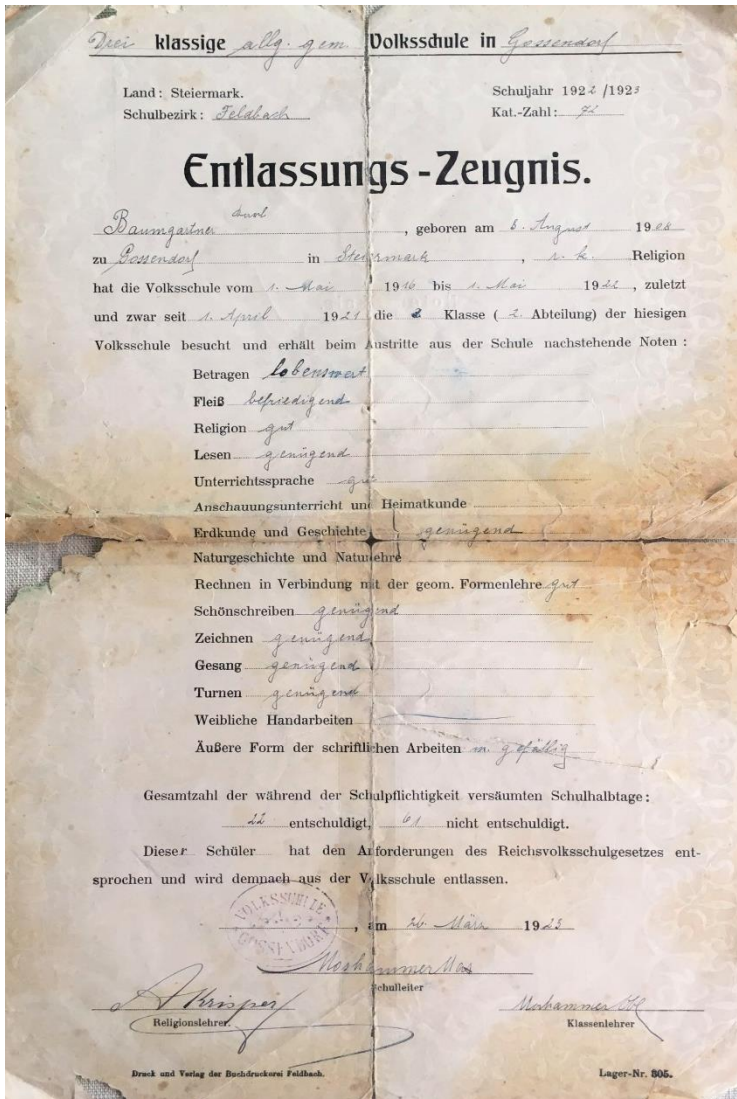 Drei klassige allg. gem. Volksschule in Gossendorf
Land: Steiermark. Schuljahr 1922/1923
Schulbezirk: Feldbach Kat.-Zahl: 72
Entlassungs-Zeugnis.
Baumgartner Karl, geboren am 5. August 1908
zu Gossendorf in Steiermark, r. k. Religion
hat die Volksschule vom 1. Mai 1916 bis 1. Mai 1922, zuletzt
und zwar seit 1. April 1921 die 2 Klasse (2. Abteilung) der hiesigen
Volksschule besucht und erhält beim Austritte aus der Schule nachstehende Noten:
Betragen lobenswert
Fleiß befriedigend
Religion gut
Lesen genügend
Unterrichtssprache gut
Anschauungsunterricht und Heimatkunde
Erdkunde und Geschichte genügend
Naturgeschichte und Naturlehre
Rechnen in Verbindung mit der geom. Formenlehre gut
Schönschreiben genügend
Zeichnen genügend
Gesang genügend
Turnen genügend
Weibliche Handarbeiten
Äußere Form der schriftlichen Arbeiten m. gefällig
Gesamtzahl der während der Schulpflichtigkeit versäumten Schulhalbtage:
22 entschuldigt, 61 nicht entschuldigt.
Dieser Schüler hat den Anforderungen des Reichsvolksschulgesetzes ent-
sprochen und wird demnach aus der Volksschule entlassen.
VOLKSSCHULE GOSSENDORF
, am 26. März 1923
Moshammer
Schulleiter
A. Krisper Moshammer
Religionslehrer. Klassenlehrer
Druck und Verlag der Buchdruckerei Feldbach. Lager-Nr. 805.